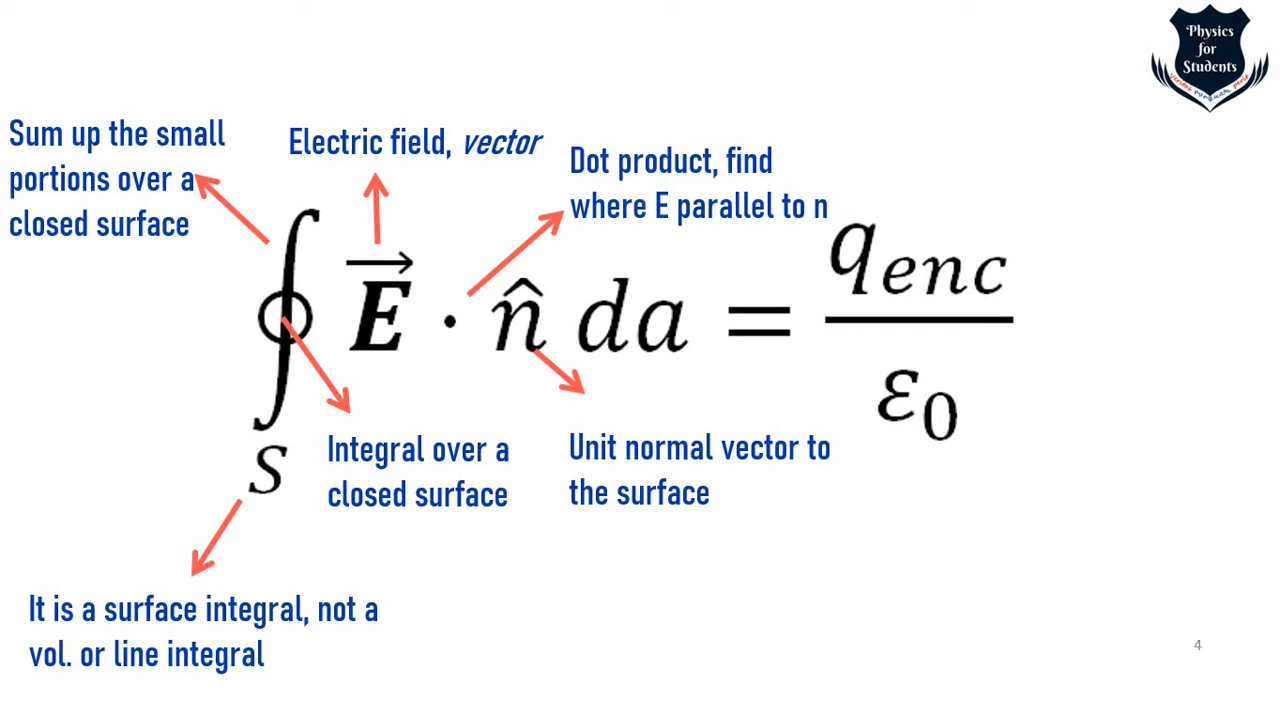 Physics
for
Students
Sum up the small
portions over a
closed surface
Electric field, vector
Dot product, find
where E parallel to n
∮ E⃗ · n̂ da = qenc / ε0
S
Integral over a
closed surface
Unit normal vector to
the surface
It is a surface integral, not a
vol. or line integral
4